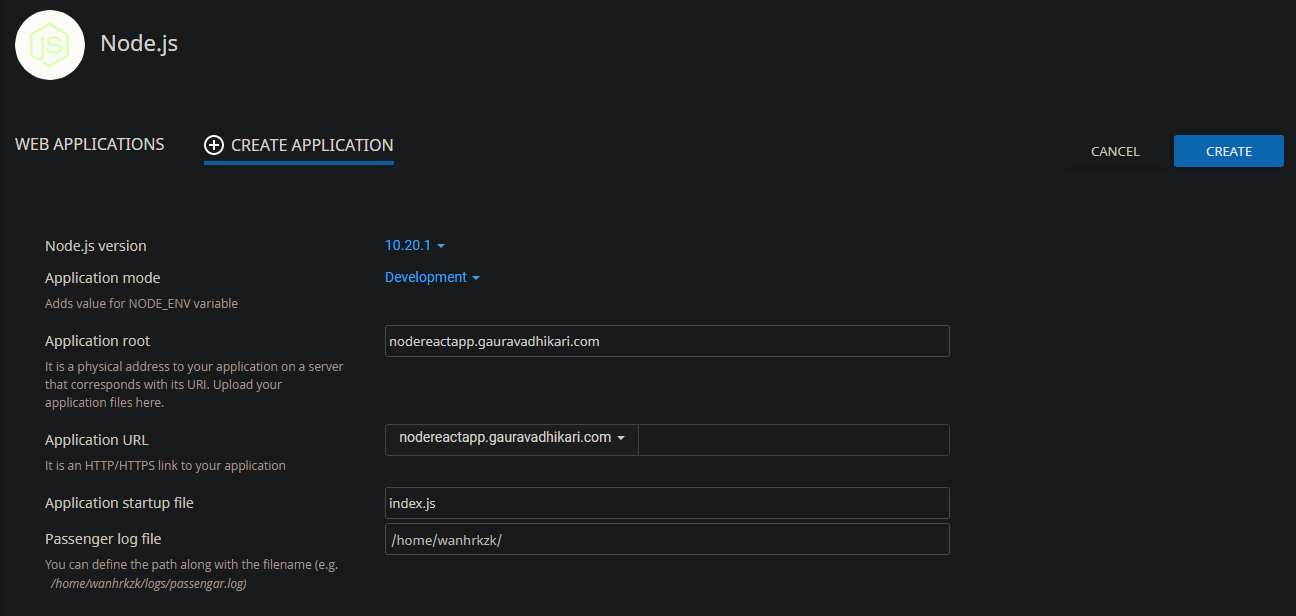 JS
Node.js
WEB APPLICATIONS
CREATE APPLICATION
CANCEL
CREATE
Node.js version
10.20.1
Application mode
Development
Adds value for NODE_ENV variable
Application root
nodereactapp.gauravadhikari.com
It is a physical address to your application on a server
that corresponds with its URI. Upload your
application files here.
Application URL
nodereactapp.gauravadhikari.com
It is an HTTP/HTTPS link to your application
Application startup file
index.js
Passenger log file
/home/wanhrkzk/
You can define the path along with the filename (e.g.
/home/wanhrkzk/logs/passengar.log)